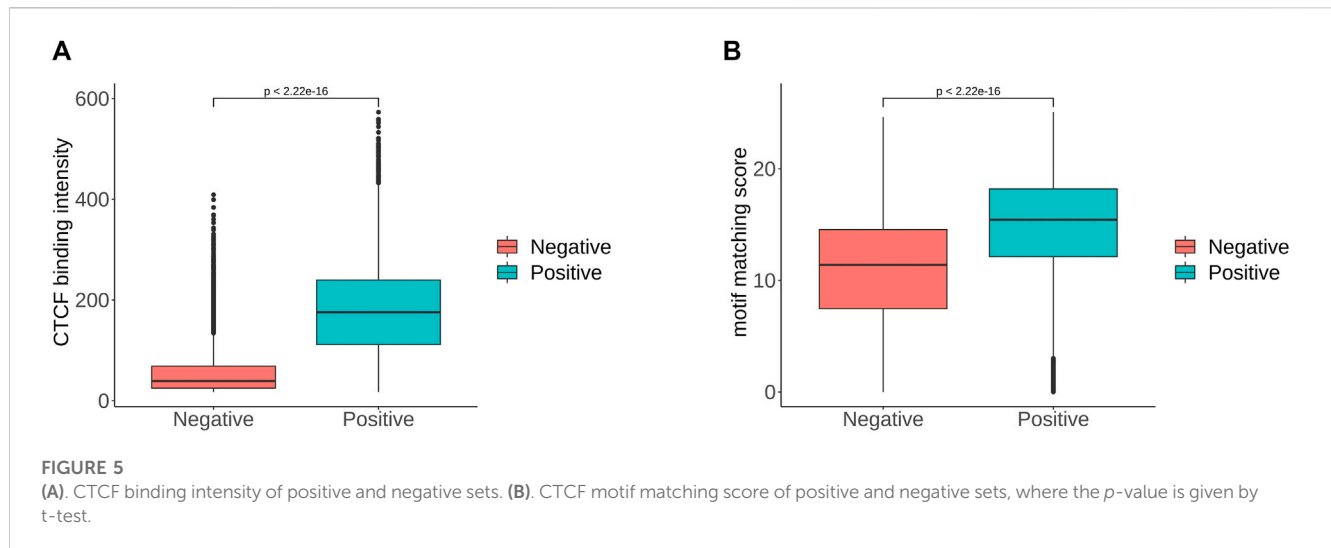 A
p < 2.22e-16
600
400
200
0
CTCF binding intensity
Negative
Positive
Negative
Positive
B
p < 2.22e-16
20
10
0
motif matching score
Negative
Positive
Negative
Positive
FIGURE 5
(A). CTCF binding intensity of positive and negative sets. (B). CTCF motif matching score of positive and negative sets, where the p-value is given by
t-test.